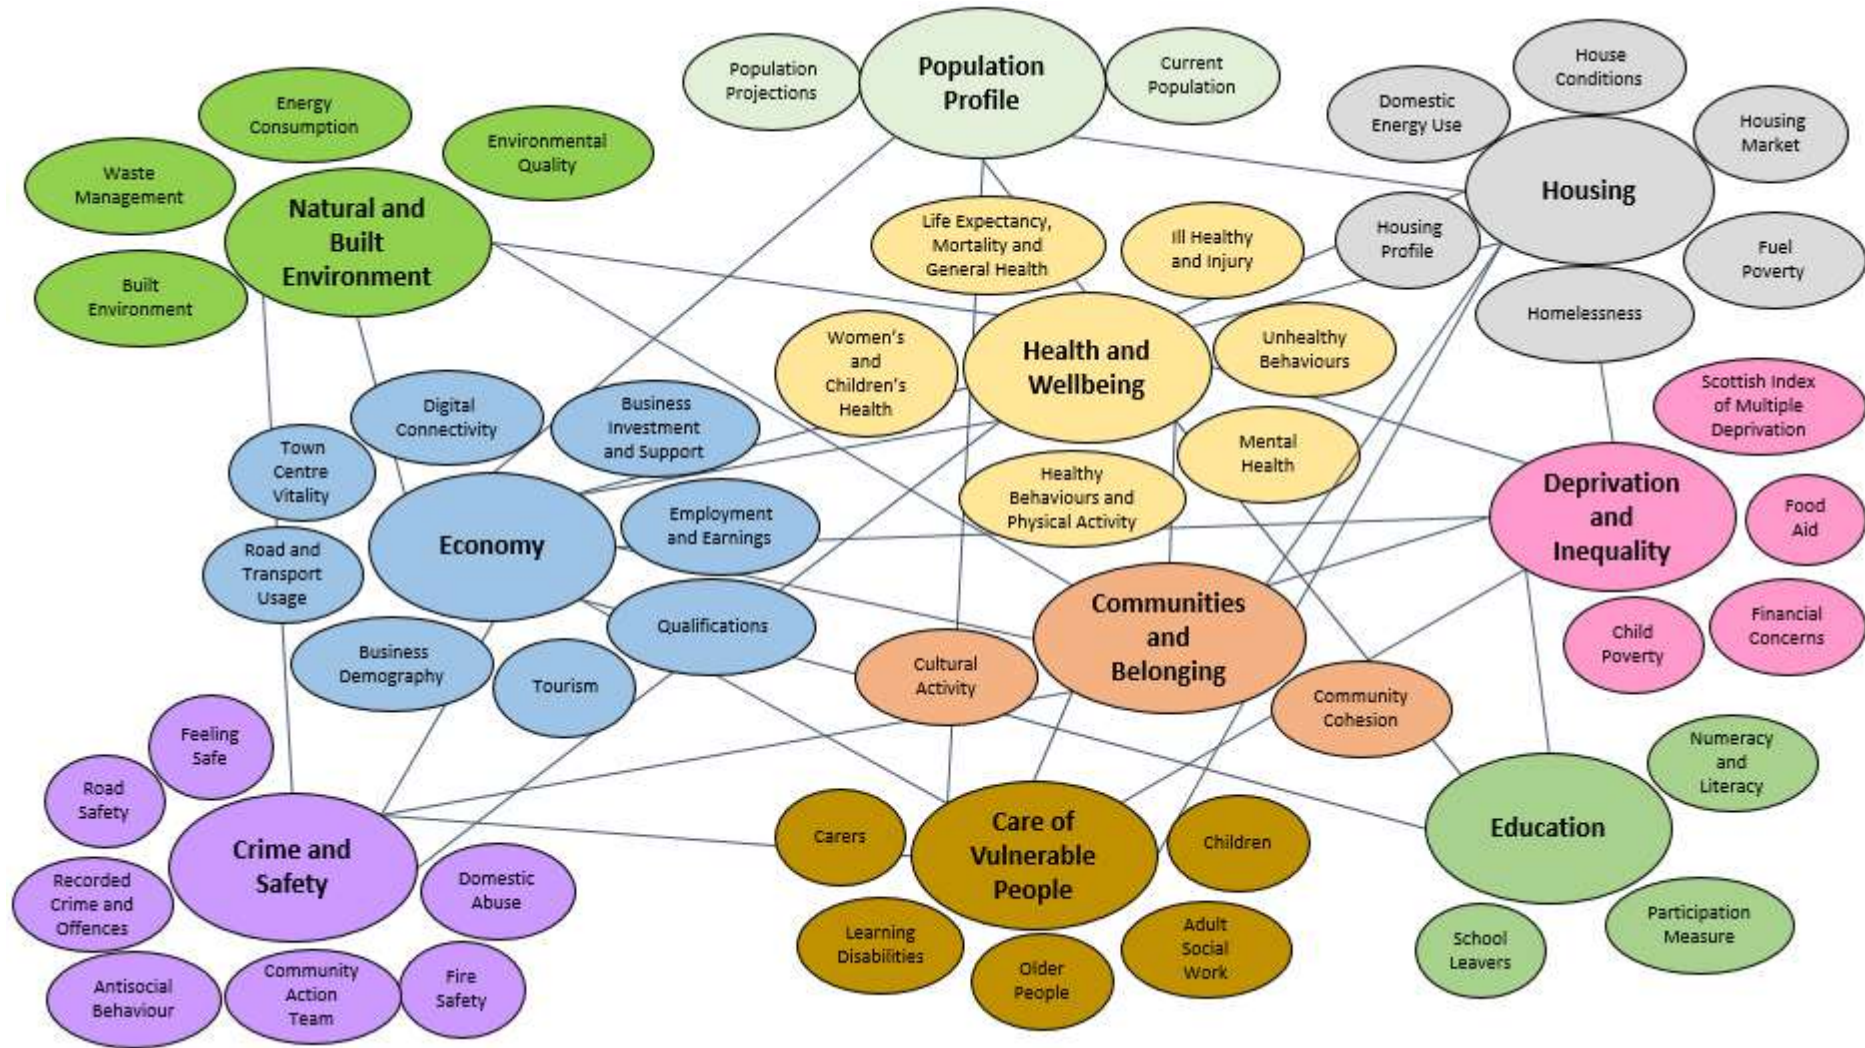 Population
Profile
Population
Projections
Current
Population
Natural and
Built
Environment
Energy
Consumption
Environmental
Quality
Waste
Management
Built
Environment
Housing
House
Conditions
Domestic
Energy Use
Housing
Market
Housing
Profile
Fuel
Poverty
Homelessness
Health and
Wellbeing
Life Expectancy,
Mortality and
General Health
Ill Healthy
and Injury
Women's
and
Children's
Health
Unhealthy
Behaviours
Mental
Health
Healthy
Behaviours and
Physical Activity
Economy
Digital
Connectivity
Business
Investment
and Support
Town
Centre
Vitality
Employment
and Earnings
Road and
Transport
Usage
Qualifications
Business
Demography
Tourism
Deprivation
and
Inequality
Scottish Index
of Multiple
Deprivation
Food
Aid
Financial
Concerns
Child
Poverty
Communities
and
Belonging
Cultural
Activity
Community
Cohesion
Crime and
Safety
Feeling
Safe
Road
Safety
Recorded
Crime and
Offences
Domestic
Abuse
Antisocial
Behaviour
Community
Action
Team
Fire
Safety
Care of
Vulnerable
People
Carers
Children
Learning
Disabilities
Older
People
Adult
Social
Work
Education
Numeracy
and
Literacy
Participation
Measure
School
Leavers